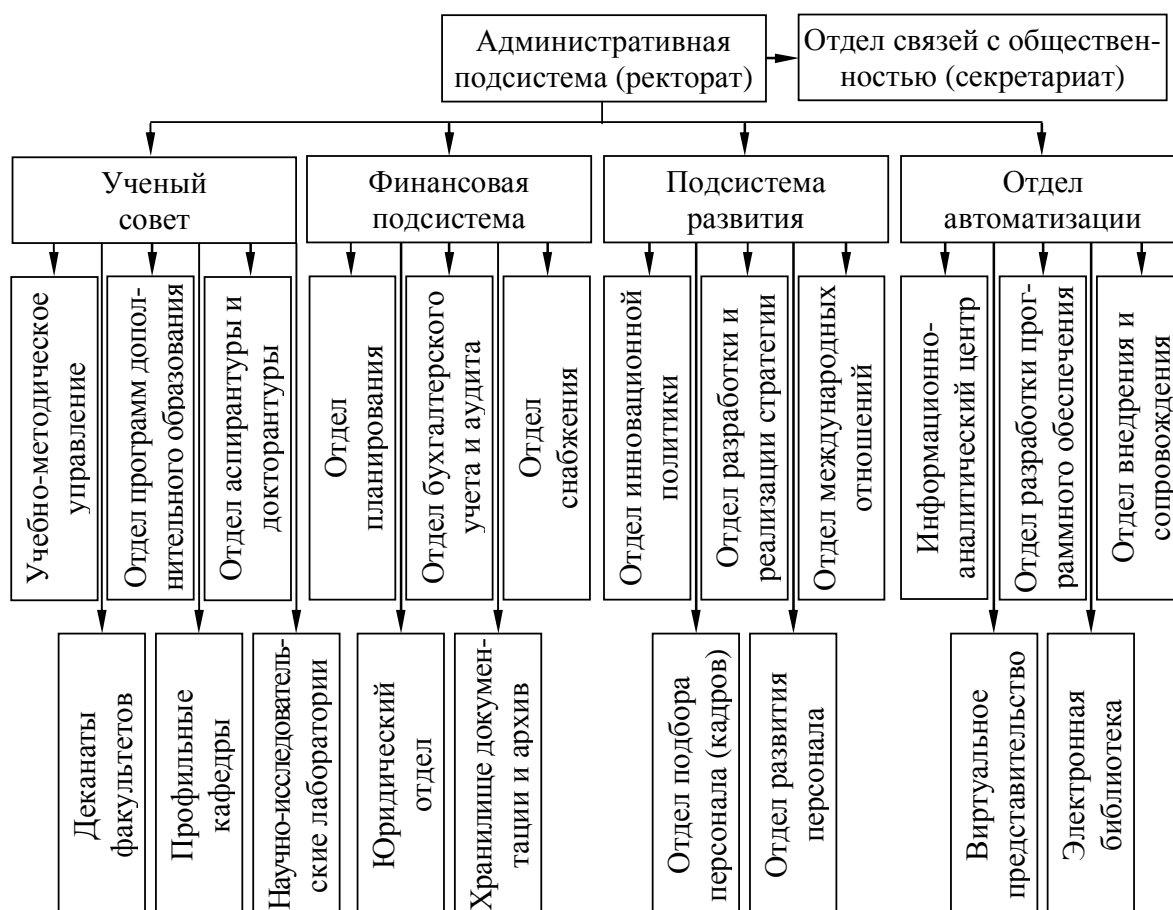 Административная
подсистема (ректорат)
Отдел связей с обществен-
ностью (секретариат)
Ученый
совет
Финансовая
подсистема
Подсистема
развития
Отдел
автоматизации
Учебно-методическое
управление
Отдел программ допол-
нительного образования
Отдел аспирантуры и
докторантуры
Отдел
планирования
Отдел бухгалтерского
учета и аудита
Отдел
снабжения
Отдел инновационной
политики
Отдел разработки и
реализации стратегии
Отдел международных
отношений
Информационно-
аналитический центр
Отдел разработки прог-
раммного обеспечения
Отдел внедрения и
сопровождения
Деканаты
факультетов
Профильные
кафедры
Научно-исследователь-
ские лаборатории
Юридический
отдел
Хранилище докумен-
тации и архив
Отдел подбора
персонала (кадров)
Отдел развития
персонала
Виртуальное
представительство
Электронная
библиотека